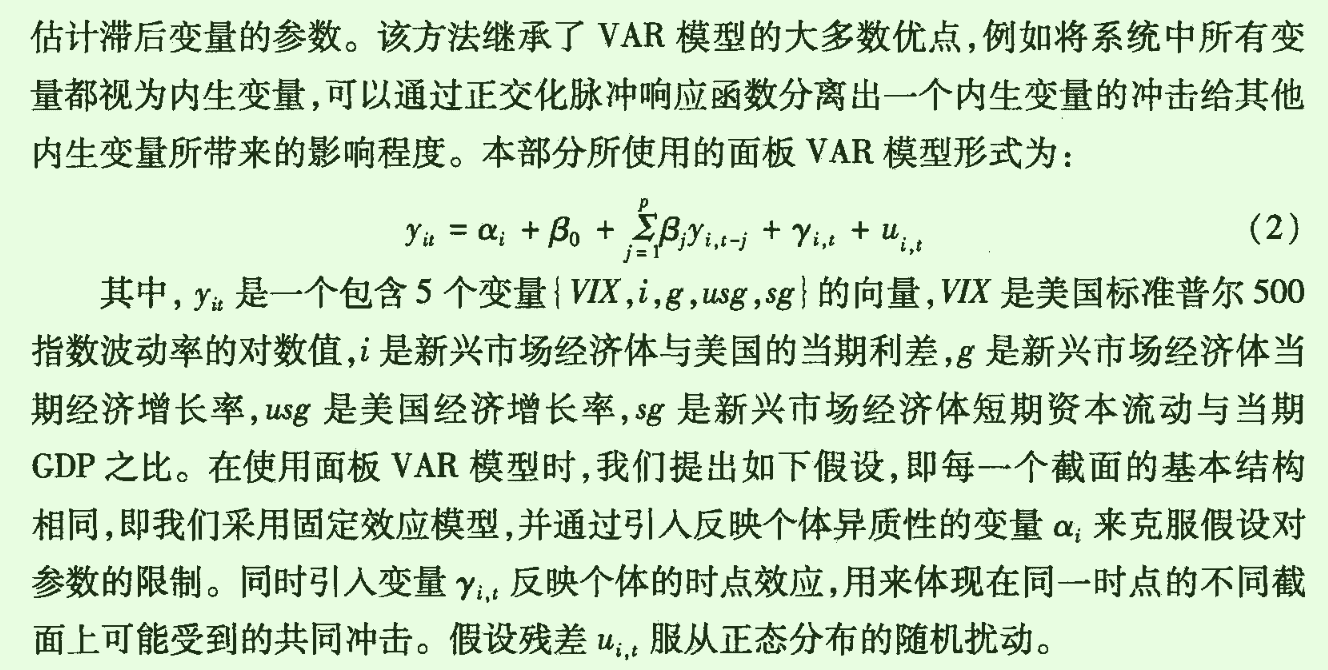 估计滞后变量的参数。该方法继承了 VAR 模型的大多数优点,例如将系统中所有变
量都视为内生变量,可以通过正交化脉冲响应函数分离出一个内生变量的冲击给其他
内生变量所带来的影响程度。本部分所使用的面板 VAR 模型形式为:
y_{it} = α_i + β_0 + \sum_{j=1}^{p} β_j y_{i,t-j} + γ_{i,t} + u_{i,t} (2)
其中, y_{it} 是一个包含 5 个变量{VIX,i,g,usg,sg}的向量,VIX 是美国标准普尔 500
指数波动率的对数值,i 是新兴市场经济体与美国的当期利差,g 是新兴市场经济体当
期经济增长率,usg 是美国经济增长率,sg 是新兴市场经济体短期资本流动与当期
GDP 之比。在使用面板 VAR 模型时,我们提出如下假设,即每一个截面的基本结构
相同,即我们采用固定效应模型,并通过引入反映个体异质性的变量 α_i 来克服假设对
参数的限制。同时引入变量 γ_{i,t} 反映个体的时点效应,用来体现在同一时点的不同截
面上可能受到的共同冲击。假设残差 u_{i,t} 服从正态分布的随机扰动。